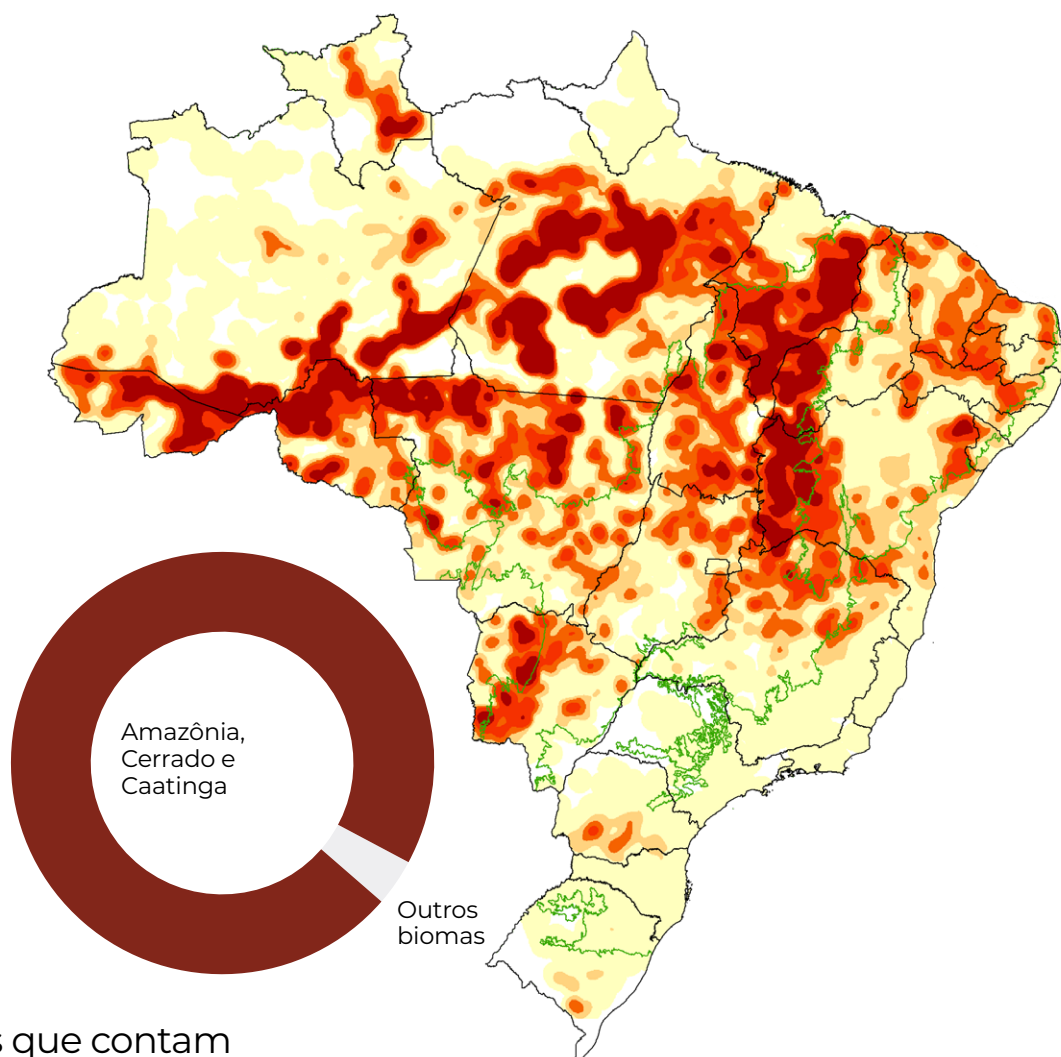 Amazônia,
Cerrado e
Caatinga
Outros
biomas
que contam